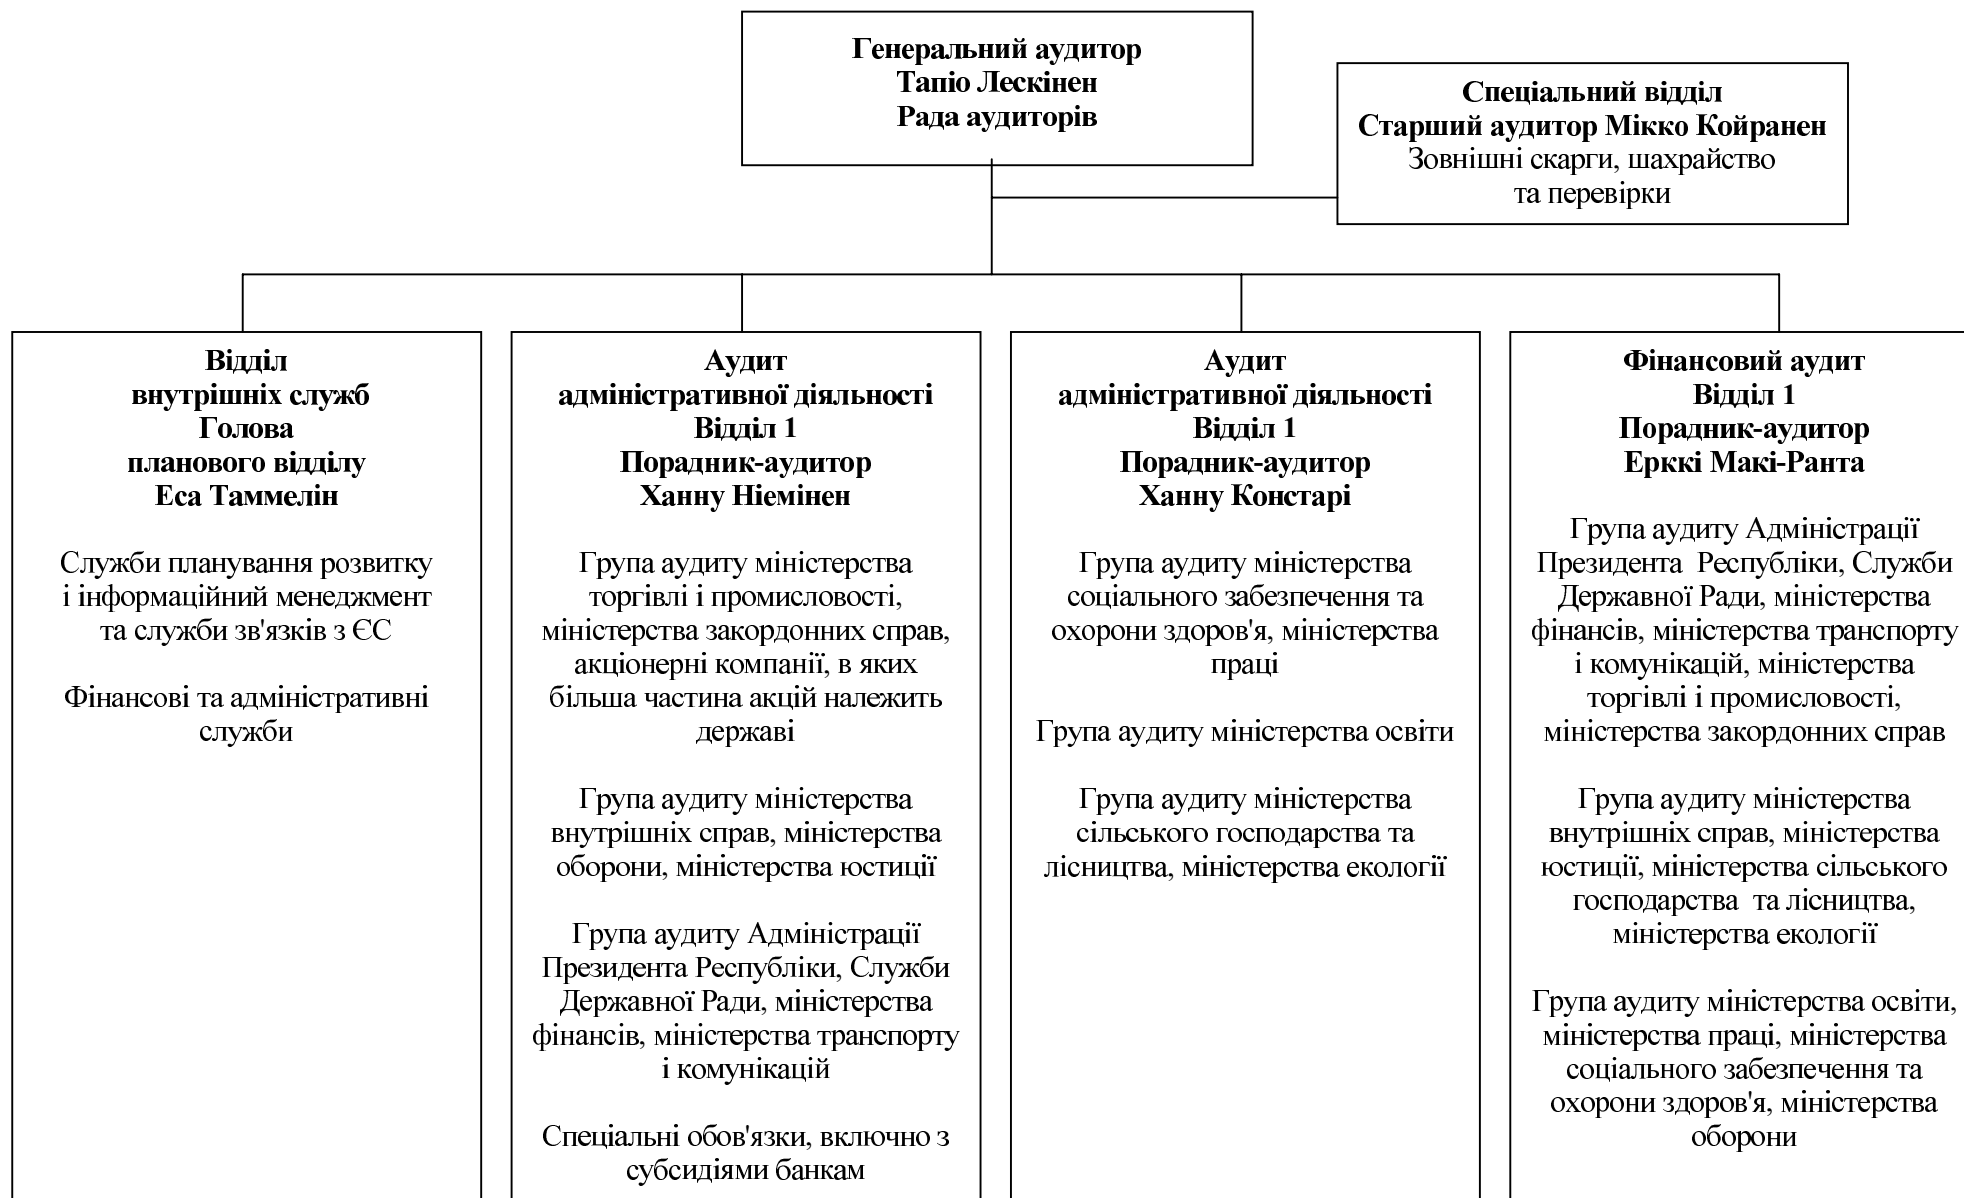 Генеральний аудитор
Тапіо Лескінен
Рада аудиторів
Спеціальний відділ
Старший аудитор Мікко Койранен
Зовнішні скарги, шахрайство
та перевірки
Відділ
внутрішніх служб
Голова
планового відділу
Еса Таммелін
Служби планування розвитку
і інформаційний менеджмент
та служби зв'язків з ЄС
Фінансові та адміністративні
служби
Аудит
адміністративної діяльності
Відділ 1
Порадник-аудитор
Ханну Ніемінен
Група аудиту міністерства
торгівлі і промисловості,
міністерства закордонних справ,
акціонерні компанії, в яких
більша частина акцій належить
державі
Група аудиту міністерства
внутрішніх справ, міністерства
оборони, міністерства юстиції
Група аудиту Адміністрації
Президента Республіки, Служби
Державної Ради, міністерства
фінансів, міністерства транспорту
і комунікацій
Спеціальні обов'язки, включно з
субсидіями банкам
Аудит
адміністративної діяльності
Відділ 1
Порадник-аудитор
Ханну Констарі
Група аудиту міністерства
соціального забезпечення та
охорони здоров'я, міністерства
праці
Група аудиту міністерства освіти
Група аудиту міністерства
сільського господарства та
лісництва, міністерства екології
Фінансовий аудит
Відділ 1
Порадник-аудитор
Ерккі Макі-Ранта
Група аудиту Адміністрації
Президента  Республіки, Служби
Державної Ради, міністерства
фінансів, міністерства транспорту
і комунікацій, міністерства
торгівлі і промисловості,
міністерства закордонних справ
Група аудиту міністерства
внутрішніх справ, міністерства
юстиції, міністерства сільського
господарства  та лісництва,
міністерства екології
Група аудиту міністерства освіти,
міністерства праці, міністерства
соціального забезпечення та
охорони здоров'я, міністерства
оборони